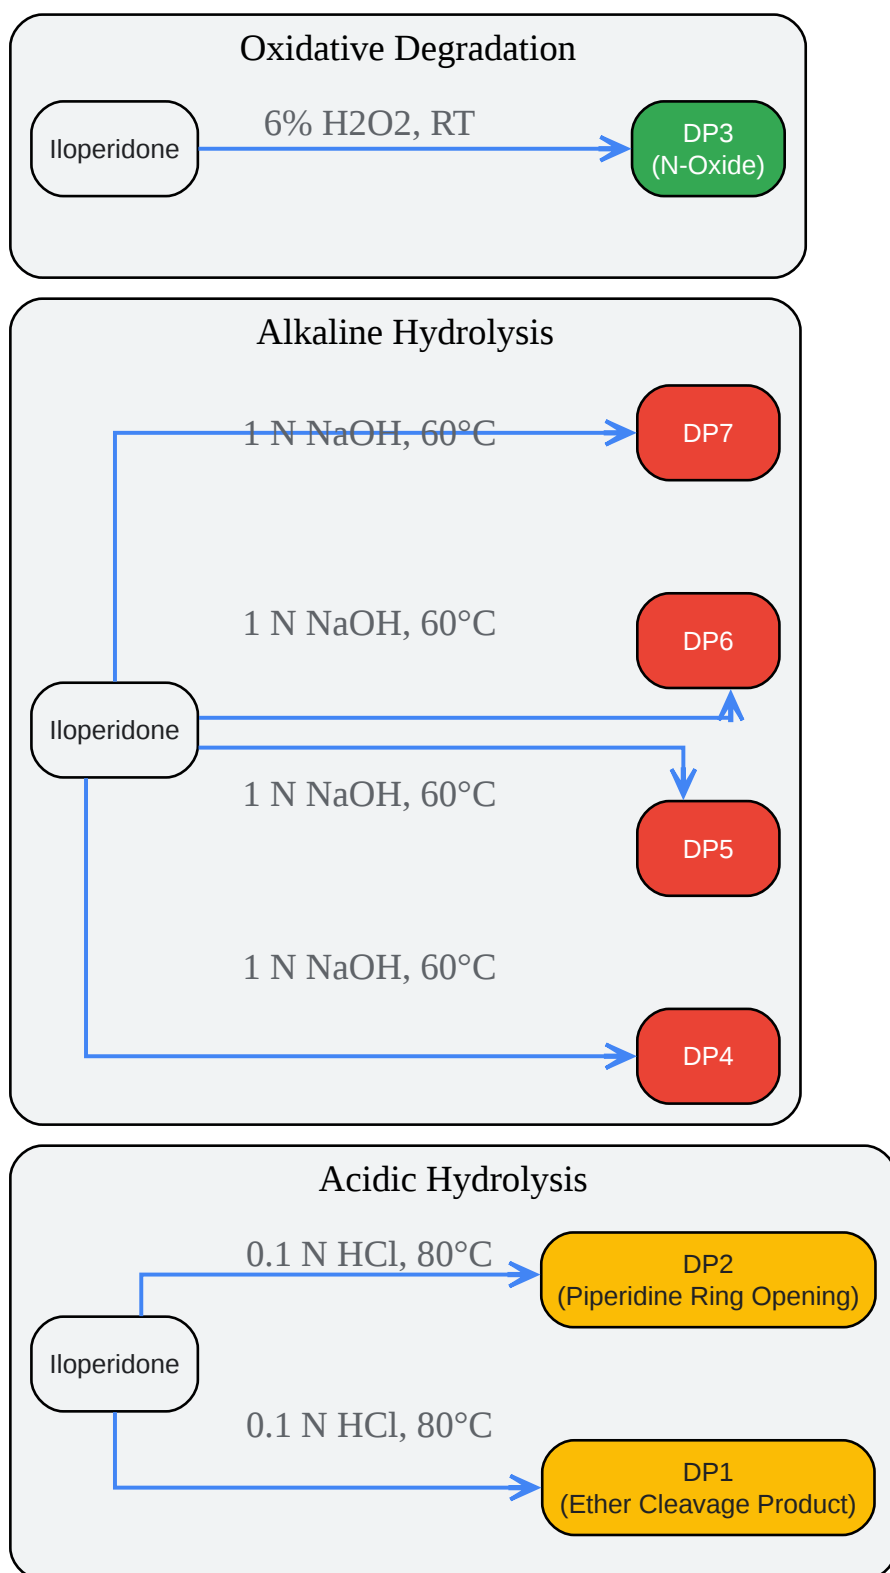 Oxidative Degradation
Iloperidone
6% H2O2, RT
DP3
(N-Oxide)
Alkaline Hydrolysis
1 N NaOH, 60°C
DP7
1 N NaOH, 60°C
DP6
Iloperidone
1 N NaOH, 60°C
DP5
1 N NaOH, 60°C
DP4
Acidic Hydrolysis
0.1 N HCl, 80°C
DP2
(Piperidine Ring Opening)
Iloperidone
0.1 N HCl, 80°C
DP1
(Ether Cleavage Product)